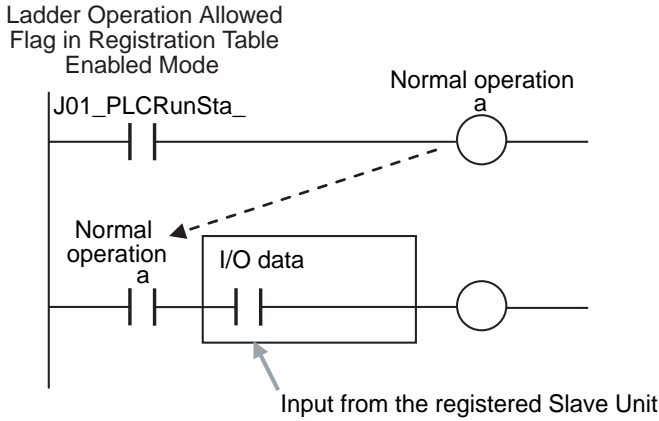 Ladder Operation Allowed
Flag in Registration Table
Enabled Mode
Normal operation
a
J01_PLCRunSta_
Normal
operation
a
I/O data
Input from the registered Slave Unit